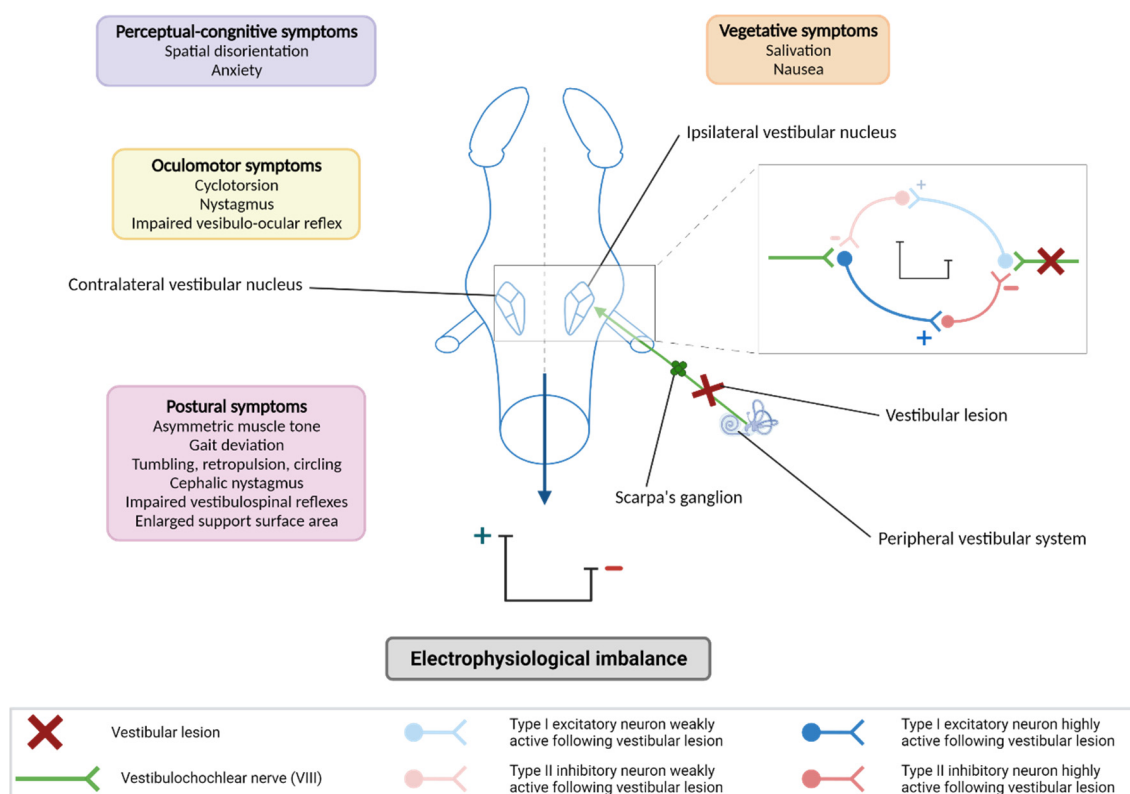 Perceptual-congnitive symptoms
Spatial disorientation
Anxiety
Vegetative symptoms
Salivation
Nausea
Ipsilateral vestibular nucleus
Oculomotor symptoms
Cyclotorsion
Nystagmus
Impaired vesibulo-ocular reflex
+
-
-
+
Contralateral vestibular nucleus
Postural symptoms
Asymmetric muscle tone
Gait deviation
Tumbling, retropulsion, circling
Cephalic nystagmus
Impaired vestibulospinal reflexes
Enlarged support surface area
Vestibular lesion
Scarpa's ganglion
Peripheral vestibular system
+
-
Electrophysiological imbalance
Vestibular lesion
Type I excitatory neuron weakly
active following vestibular lesion
Type I excitatory neuron highly
active following vestibular lesion
Vestibulochochlear nerve (VIII)
Type II inhibitory neuron weakly
active following vestibular lesion
Type II inhibitory neuron highly
active following vestibular lesion